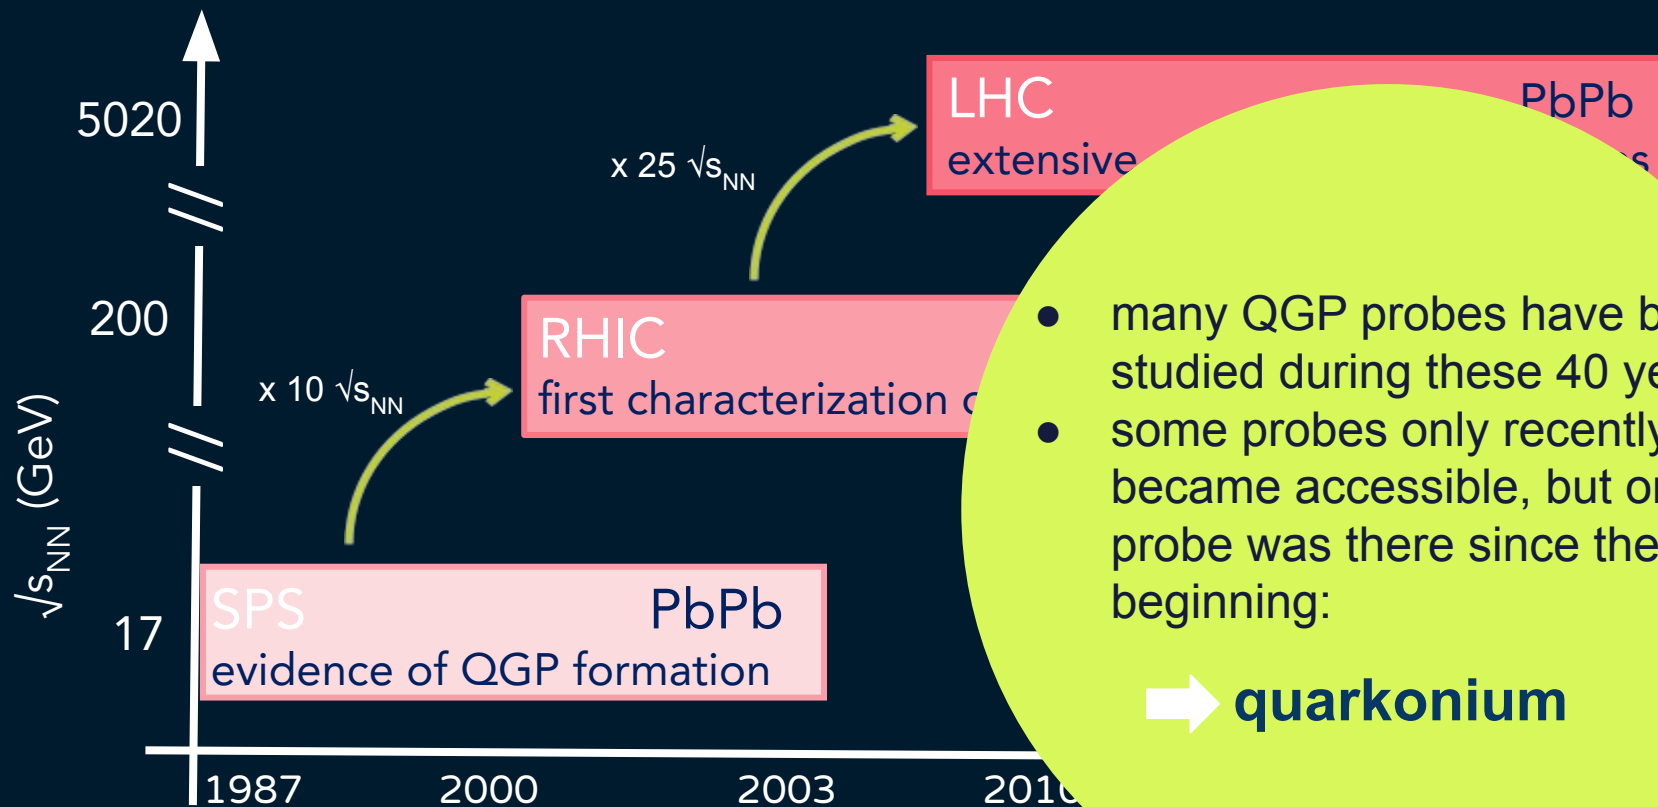 5020
LHC PbPb
extensive
x 25 √sNN
200
RHIC
first characterization
x 10 √sNN
√sNN (GeV)
17
SPS PbPb
evidence of QGP formation
1987 2000 2003 2010
● many QGP probes have b
studied during these 40 ye
● some probes only recently
became accessible, but
probe was there since the
beginning:
quarkonium